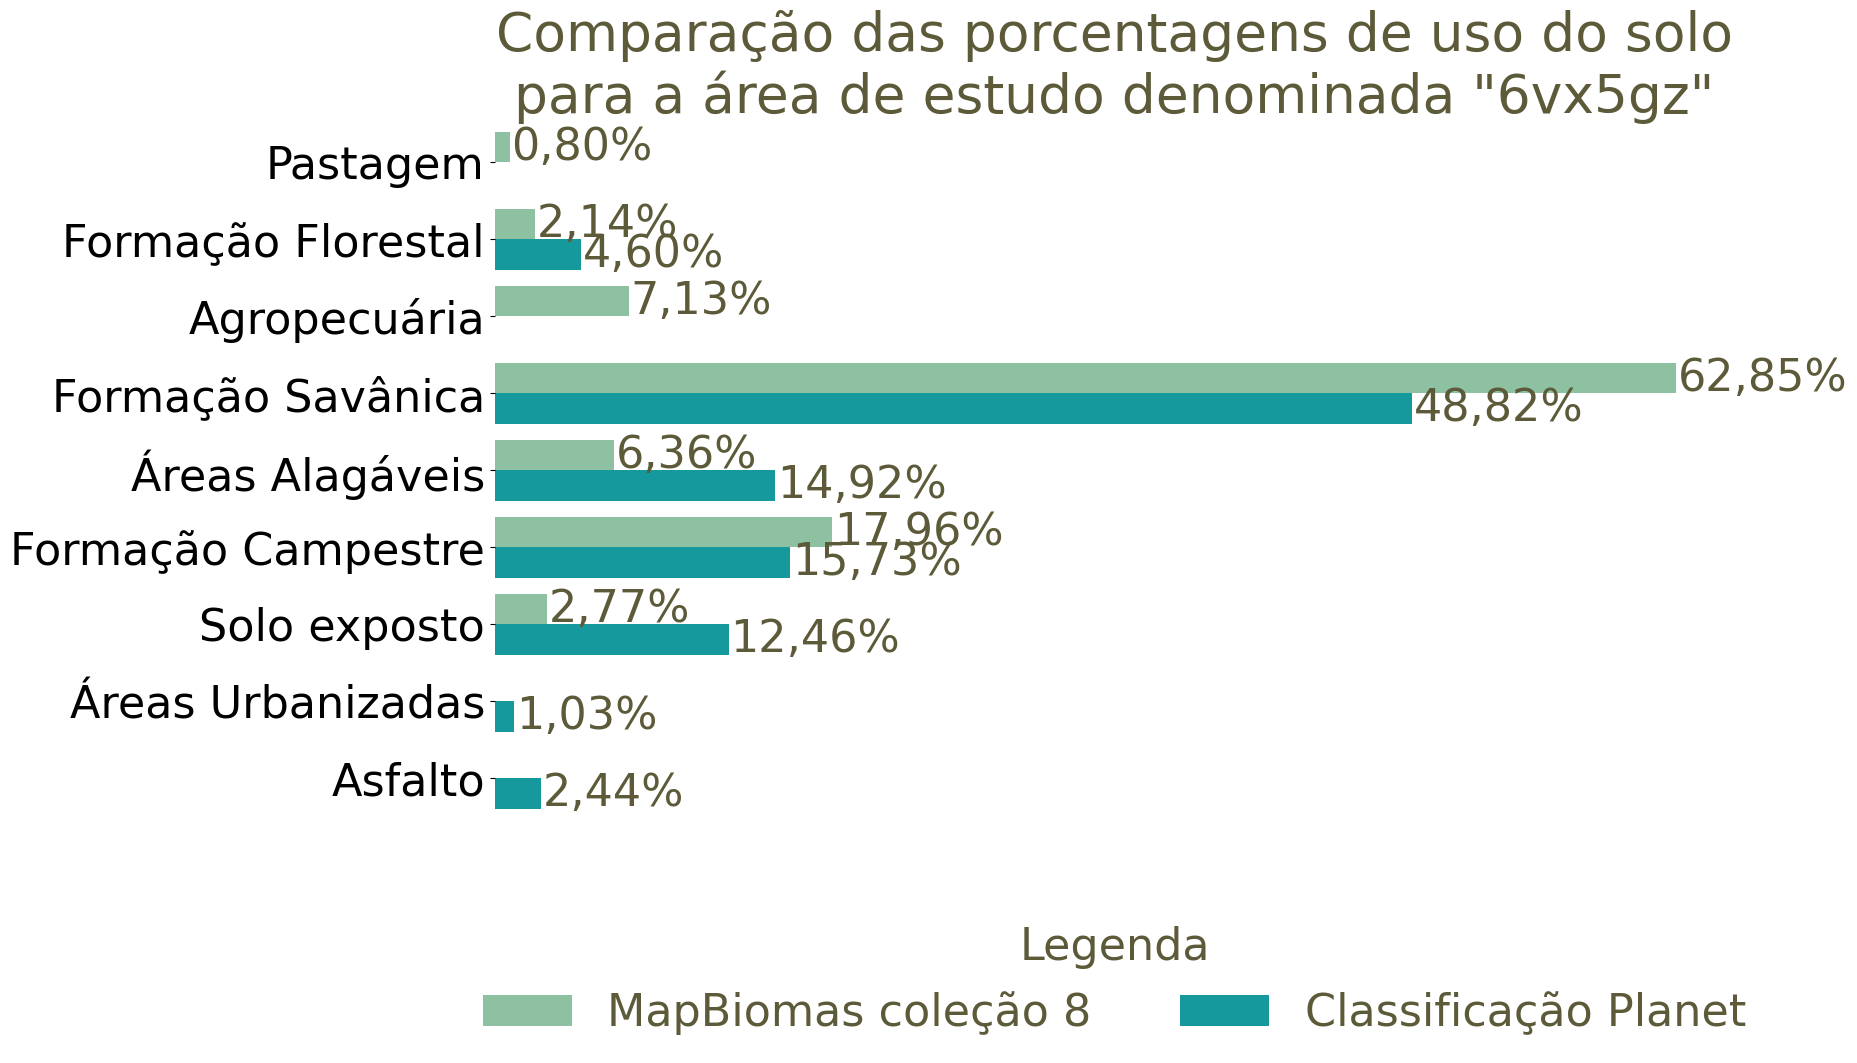 Comparação das porcentagens de uso do solo
para a área de estudo denominada "6vx5gz"
Pastagem
0,80%
Formação Florestal
2,14%
4,60%
Agropecuária
7,13%
Formação Savânica
62,85%
48,82%
Áreas Alagáveis
6,36%
14,92%
Formação Campestre
17,96%
15,73%
Solo exposto
2,77%
12,46%
Áreas Urbanizadas
1,03%
Asfalto
2,44%
Legenda
MapBiomas coleção 8
Classificação Planet